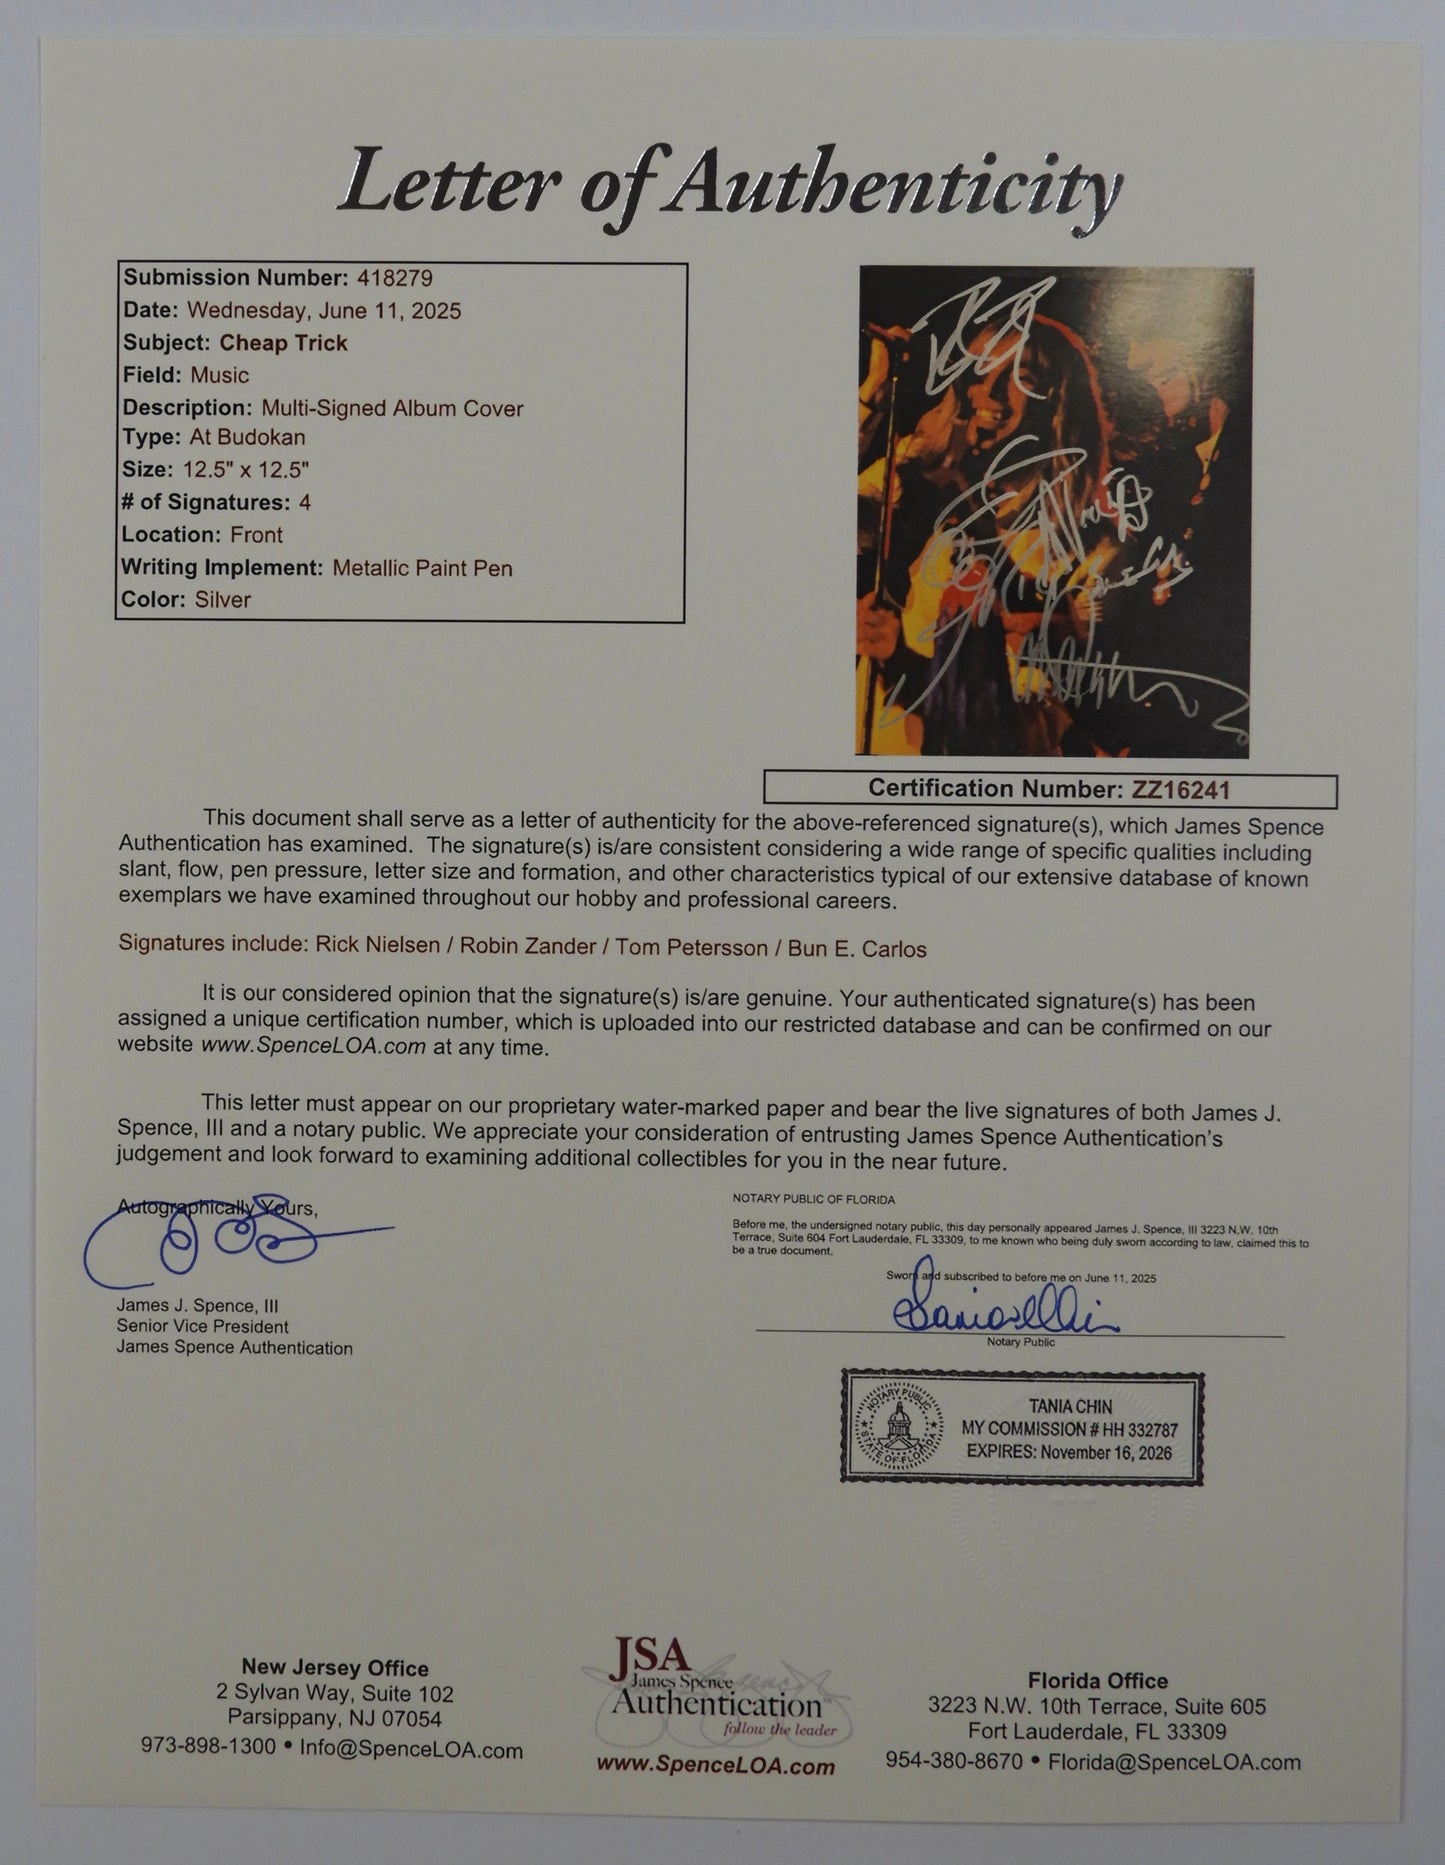 Letter of Authenticity
Submission Number: 418279
Date: Wednesday, June 11, 2025
Subject: Cheap Trick
Field: Music
Description: Multi-Signed Album Cover
Type: At Budokan
Size: 12.5" x 12.5"
# of Signatures: 4
Location: Front
Writing Implement: Metallic Paint Pen
Color: Silver
Certification Number: ZZ16241
This document shall serve as a letter of authenticity for the above-referenced signature(s), which James Spence
Authentication has examined. The signature(s) is/are consistent considering a wide range of specific qualities including
slant, flow, pen pressure, letter size and formation, and other characteristics typical of our extensive database of known
exemplars we have examined throughout our hobby and professional careers.
Signatures include: Rick Nielsen / Robin Zander / Tom Petersson / Bun E. Carlos
It is our considered opinion that the signature(s) is/are genuine. Your authenticated signature(s) has been
assigned a unique certification number, which is uploaded into our restricted database and can be confirmed on our
website www.SpenceLOA.com at any time.
This letter must appear on our proprietary water-marked paper and bear the live signatures of both James J.
Spence, III and a notary public. We appreciate your consideration of entrusting James Spence Authentication's
judgement and look forward to examining additional collectibles for you in the near future.
Autographically Yours,
James J. Spence, III
Senior Vice President
James Spence Authentication
NOTARY PUBLIC OF FLORIDA
Before me, the undersigned notary public, this day personally appeared James J. Spence, III 3223 N.W. 10th
Terrace, Suite 604 Fort Lauderdale, FL 33309, to me known who being duly sworn according to law, claimed this to
be a true document.
Sworn and subscribed to before me on June 11, 2025
Notary Public
NOTARY PUBLIC
STATE OF FLORIDA
TANIA CHIN
MY COMMISSION # HH 332787
EXPIRES: November 16, 2026
New Jersey Office
2 Sylvan Way, Suite 102
Parsippany, NJ 07054
973-898-1300 • Info@SpenceLOA.com
JSA
James Spence
Authentication™
follow the leader
www.SpenceLOA.com
Florida Office
3223 N.W. 10th Terrace, Suite 605
Fort Lauderdale, FL 33309
954-380-8670 • Florida@SpenceLOA.com